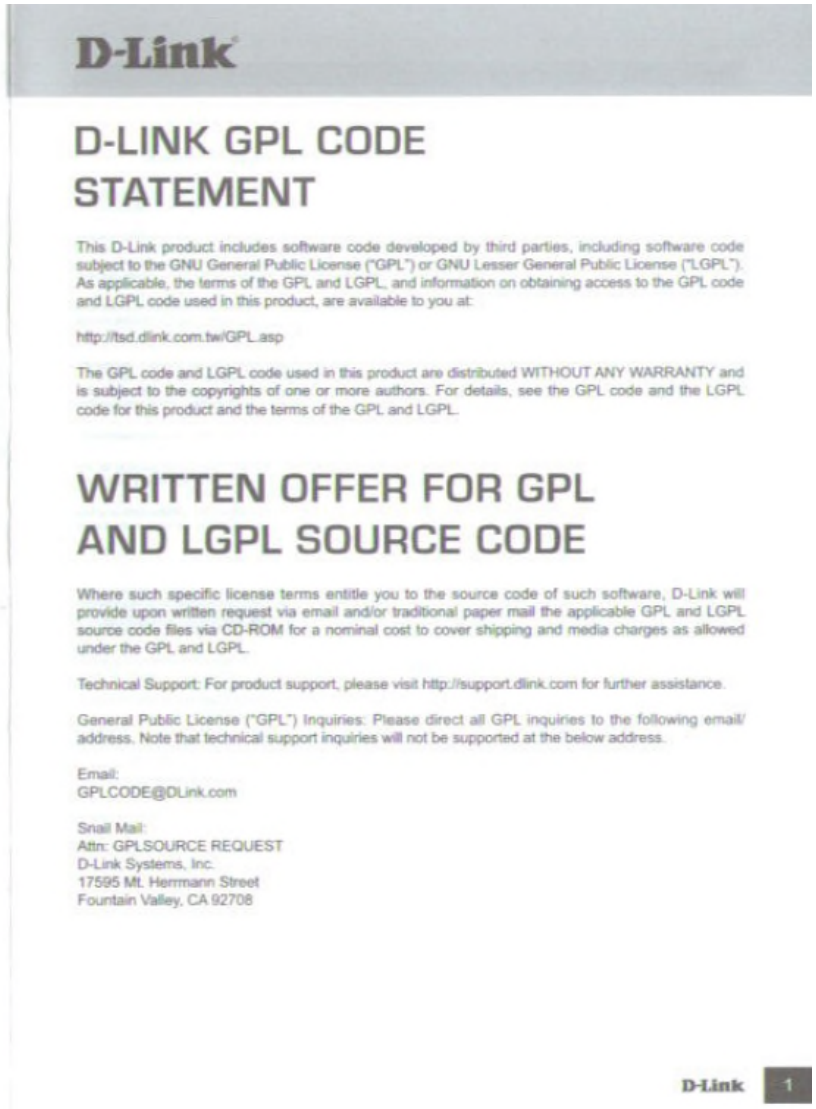 D-Link
D-LINK GPL CODE
STATEMENT
This D-Link product includes software code developed by third parties, including software code
subject to the GNU General Public License ("GPL") or GNU Lesser General Public License ("LGPL").
As applicable, the terms of the GPL and LGPL, and information on obtaining access to the GPL code
and LGPL code used in this product, are available to you at:
http://tsd.dlink.com.tw/GPL.asp
The GPL code and LGPL code used in this product are distributed WITHOUT ANY WARRANTY and
is subject to the copyrights of one or more authors. For details, see the GPL code and the LGPL
code for this product and the terms of the GPL and LGPL.
WRITTEN OFFER FOR GPL
AND LGPL SOURCE CODE
Where such specific license terms entitle you to the source code of such software, D-Link will
provide upon written request via email and/or traditional paper mail the applicable GPL and LGPL
source code files via CD-ROM for a nominal cost to cover shipping and media charges as allowed
under the GPL and LGPL.
Technical Support: For product support, please visit http://support.dlink.com for further assistance.
General Public License ("GPL") Inquiries: Please direct all GPL inquiries to the following email/
address. Note that technical support inquiries will not be supported at the below address.
Email:
GPLCODE@DLink.com
Snail Mail:
Attn: GPLSOURCE REQUEST
D-Link Systems, Inc.
17595 Mt. Herrmann Street
Fountain Valley, CA 92708
D-Link 1